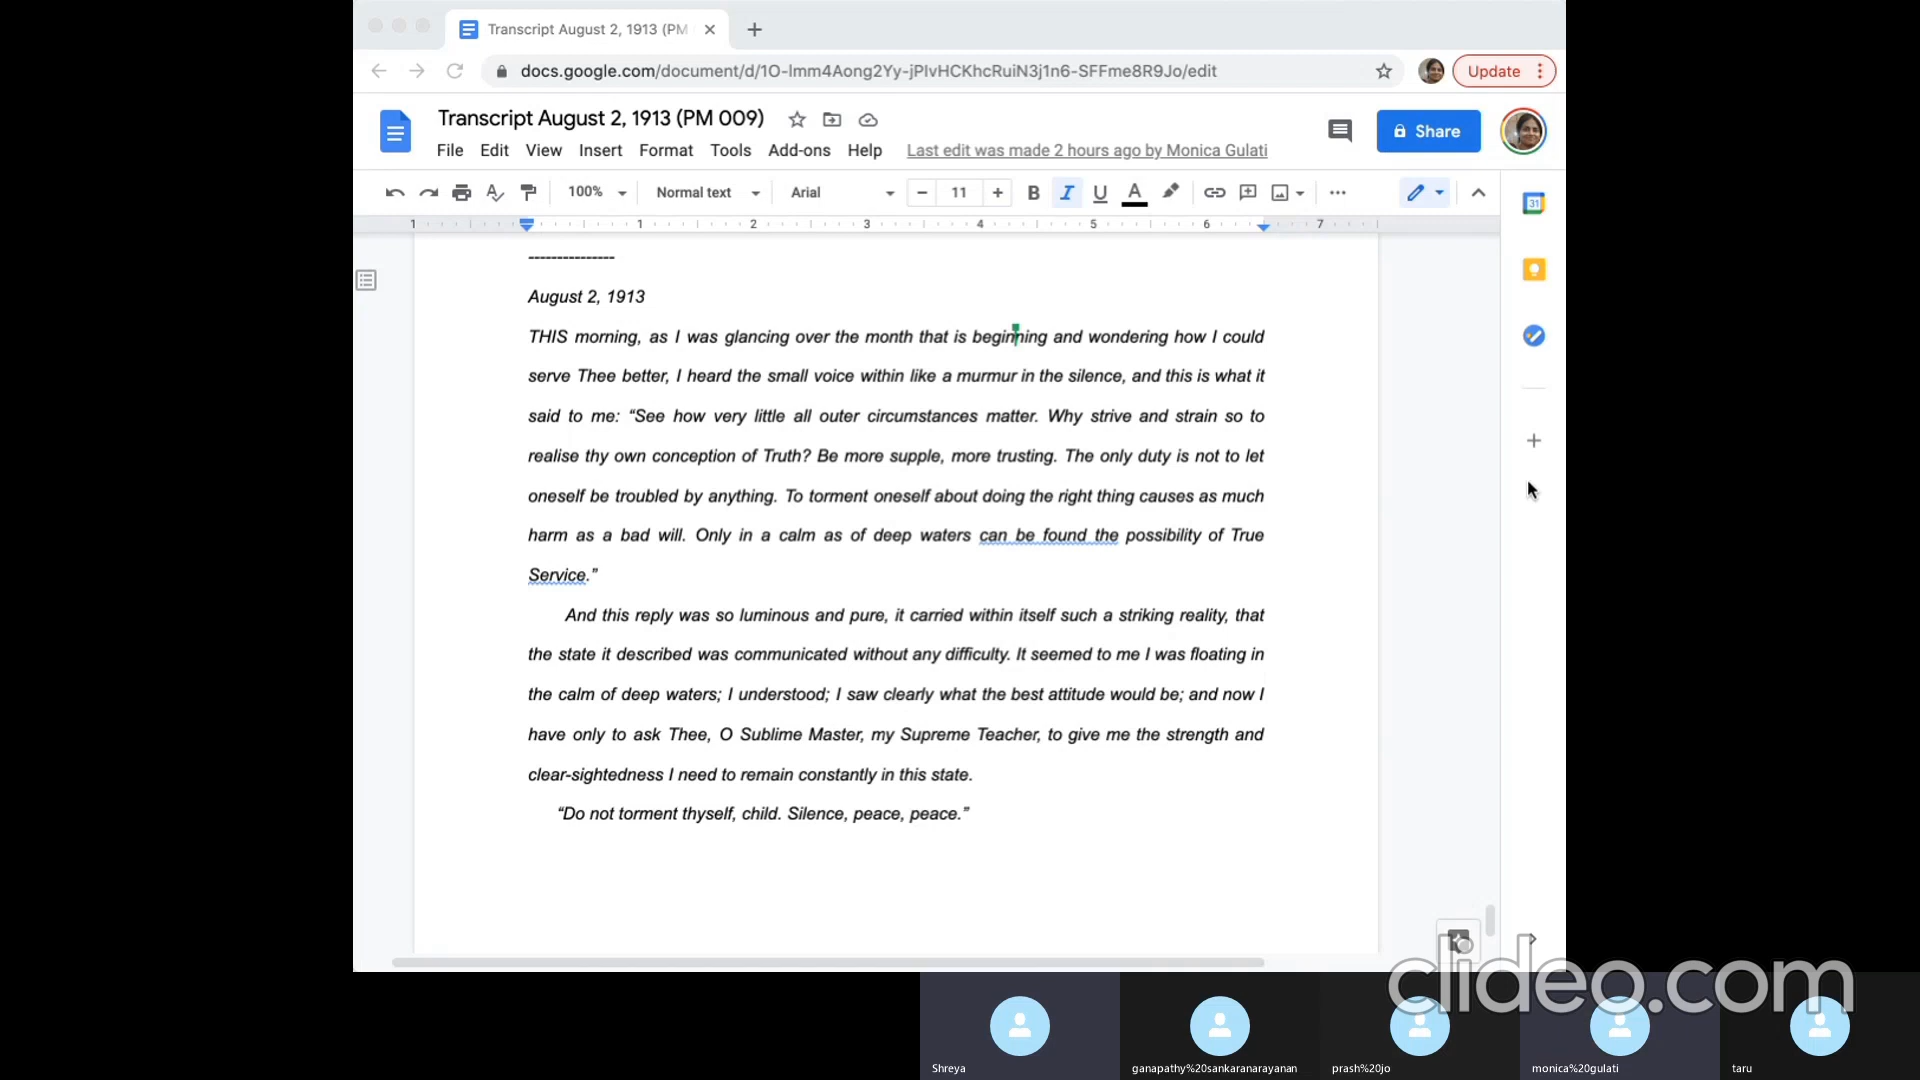 Transcript August 2, 1913 (PM
docs.google.com/document/d/1O-lmm4Aong2Yy-jPlvHCKhcRuiN3j1n6-SFFme8R9Jo/edit
Update
Transcript August 2, 1913 (PM 009)
Share
File Edit View Insert Format Tools Add-ons Help Last edit was made 2 hours ago by Monica Gulati
100% Normal text Arial 11 B I U A
1 1 2 3 4 5 6 7
31
---------------
August 2, 1913
THIS morning, as I was glancing over the month that is beginning and wondering how I could
serve Thee better, I heard the small voice within like a murmur in the silence, and this is what it
said to me: “See how very little all outer circumstances matter. Why strive and strain so to
realise thy own conception of Truth? Be more supple, more trusting. The only duty is not to let
oneself be troubled by anything. To torment oneself about doing the right thing causes as much
harm as a bad will. Only in a calm as of deep waters can be found the possibility of True
Service.”
And this reply was so luminous and pure, it carried within itself such a striking reality, that
the state it described was communicated without any difficulty. It seemed to me I was floating in
the calm of deep waters; I understood; I saw clearly what the best attitude would be; and now I
have only to ask Thee, O Sublime Master, my Supreme Teacher, to give me the strength and
clear-sightedness I need to remain constantly in this state.
“Do not torment thyself, child. Silence, peace, peace.”
clideo.com
Shreya ganapathy%20sankaranarayanan prash%20jo monica%20gulati taru